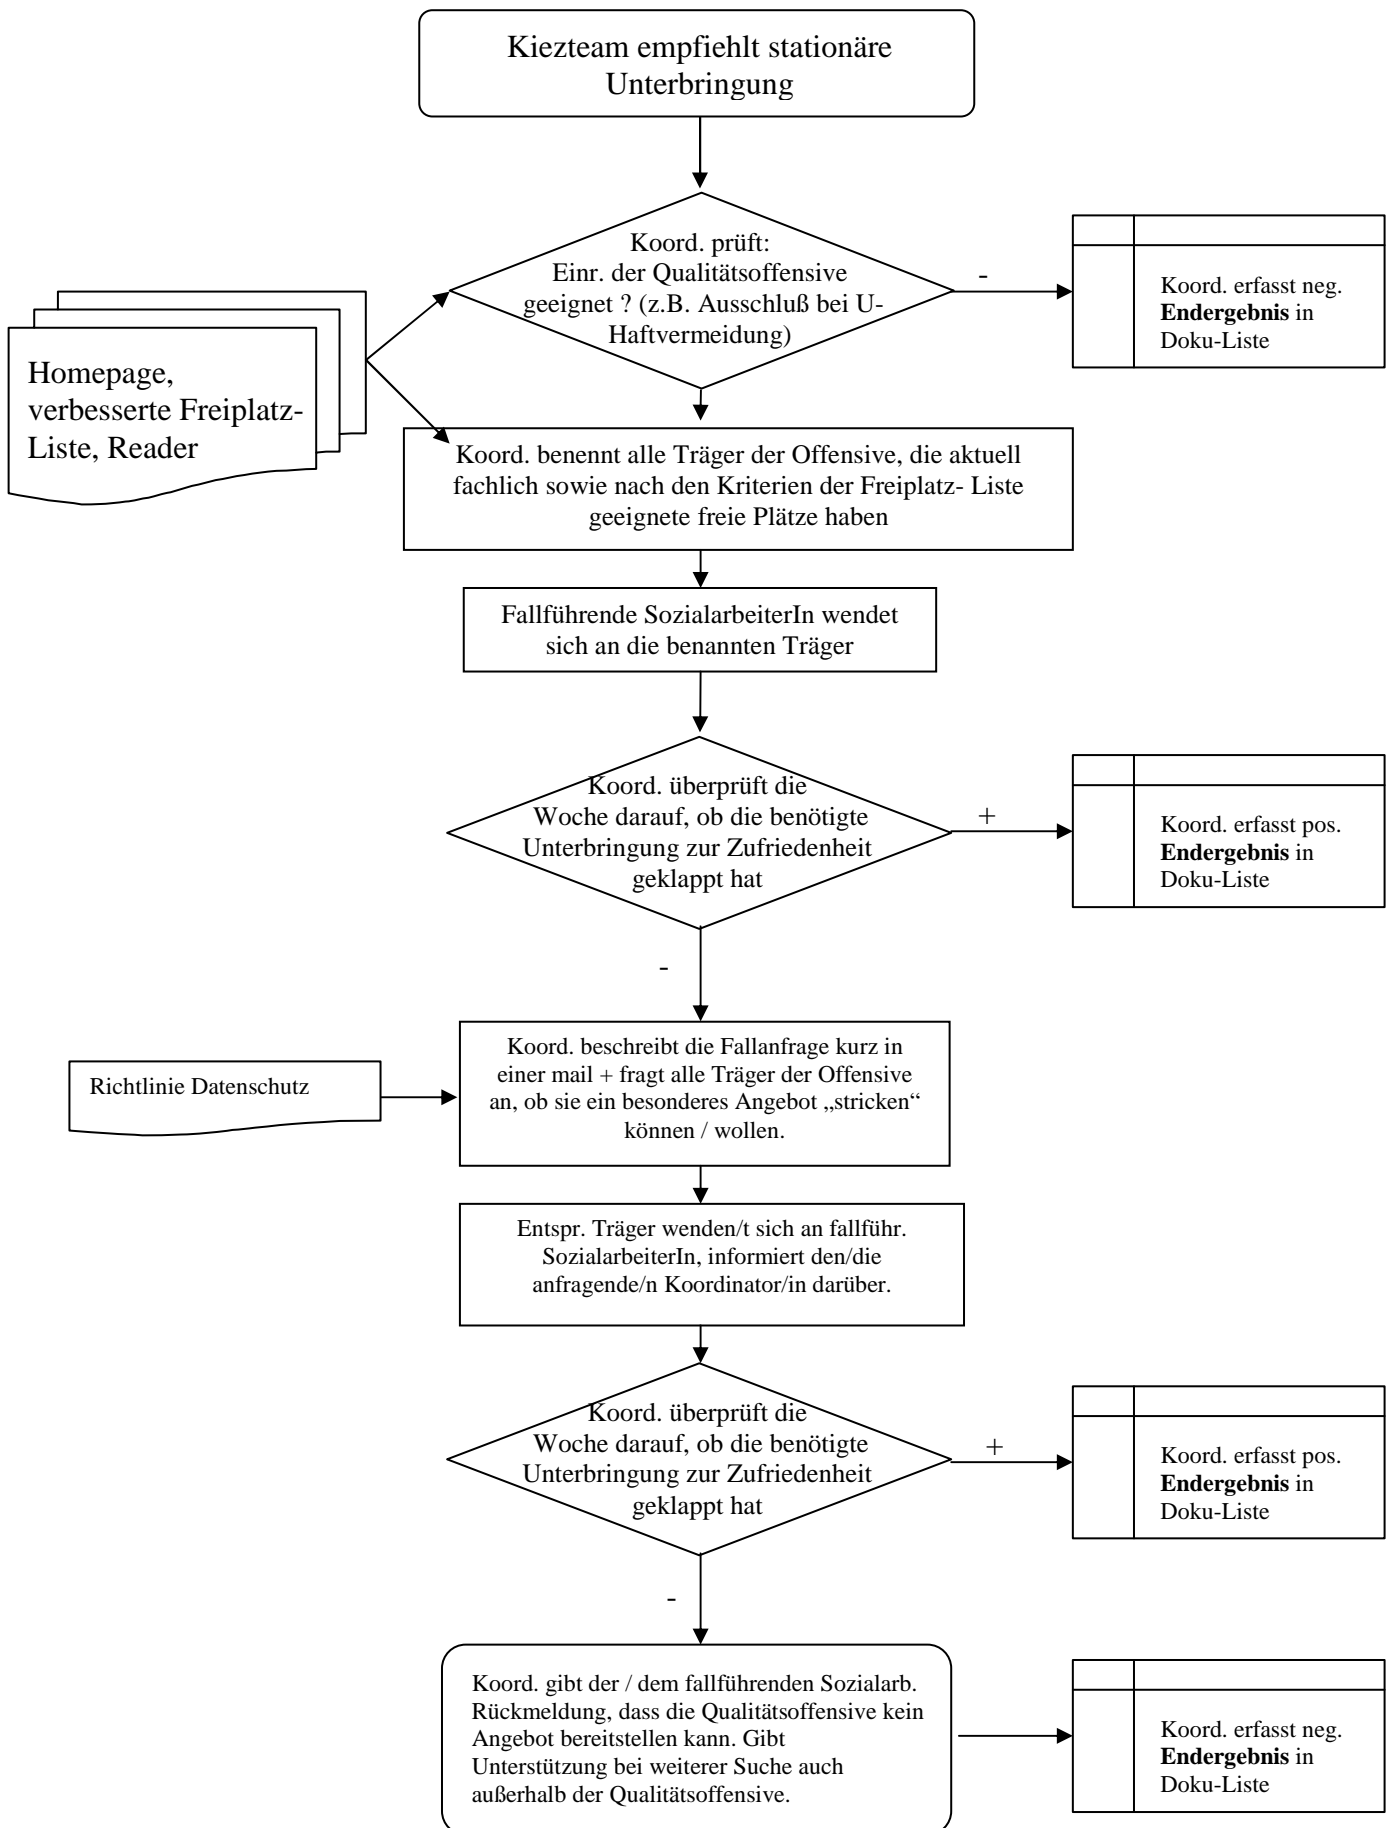 Kiezteam empfiehlt stationäre
Unterbringung
Koord. prüft:
Einr. der Qualitätsoffensive
geeignet ? (z.B. Ausschluß bei U-
Haftvermeidung)
-
Koord. erfasst neg.
Endergebnis in
Doku-Liste
Homepage,
verbesserte Freiplatz-
Liste, Reader
Koord. benennt alle Träger der Offensive, die aktuell
fachlich sowie nach den Kriterien der Freiplatz- Liste
geeignete freie Plätze haben
Fallführende SozialarbeiterIn wendet
sich an die benannten Träger
Koord. überprüft die
Woche darauf, ob die benötigte
Unterbringung zur Zufriedenheit
geklappt hat
+
Koord. erfasst pos.
Endergebnis in
Doku-Liste
-
Koord. beschreibt die Fallanfrage kurz in
einer mail + fragt alle Träger der Offensive
an, ob sie ein besonderes Angebot „stricken“
können / wollen.
Richtlinie Datenschutz
Entspr. Träger wenden/t sich an fallführ.
SozialarbeiterIn, informiert den/die
anfragende/n Koordinator/in darüber.
Koord. überprüft die
Woche darauf, ob die benötigte
Unterbringung zur Zufriedenheit
geklappt hat
+
Koord. erfasst pos.
Endergebnis in
Doku-Liste
-
Koord. gibt der / dem fallführenden Sozialarb.
Rückmeldung, dass die Qualitätsoffensive kein
Angebot bereitstellen kann. Gibt
Unterstützung bei weiterer Suche auch
außerhalb der Qualitätsoffensive.
Koord. erfasst neg.
Endergebnis in
Doku-Liste